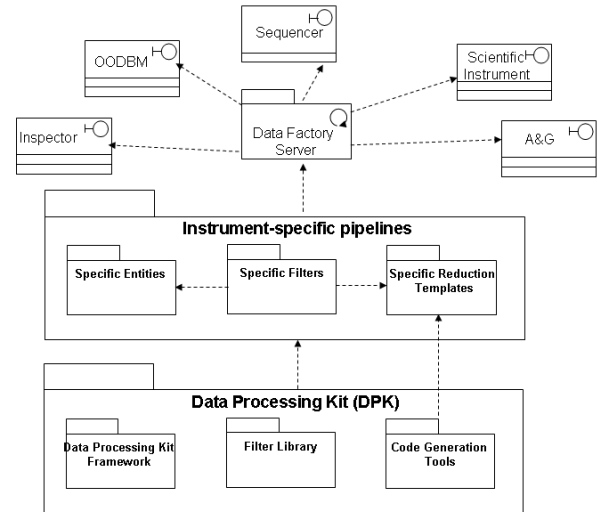 Sequencer
OODBM
Scientific
Instrument
Inspector
Data Factory
Server
A&G
Instrument-specific pipelines
Specific Entities
Specific Filters
Specific Reduction
Templates
Data Processing Kit (DPK)
Data Processing Kit
Framework
Filter Library
Code Generation
Tools